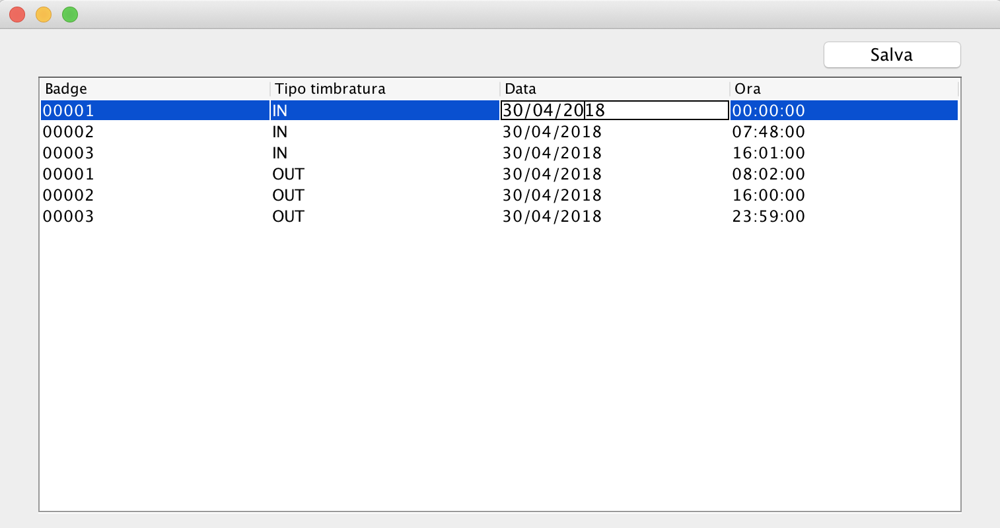 Salva
Badge Tipo timbratura Data Ora
00001 IN 30/04/2018 00:00:00
00002 IN 30/04/2018 07:48:00
00003 IN 30/04/2018 16:01:00
00001 OUT 30/04/2018 08:02:00
00002 OUT 30/04/2018 16:00:00
00003 OUT 30/04/2018 23:59:00